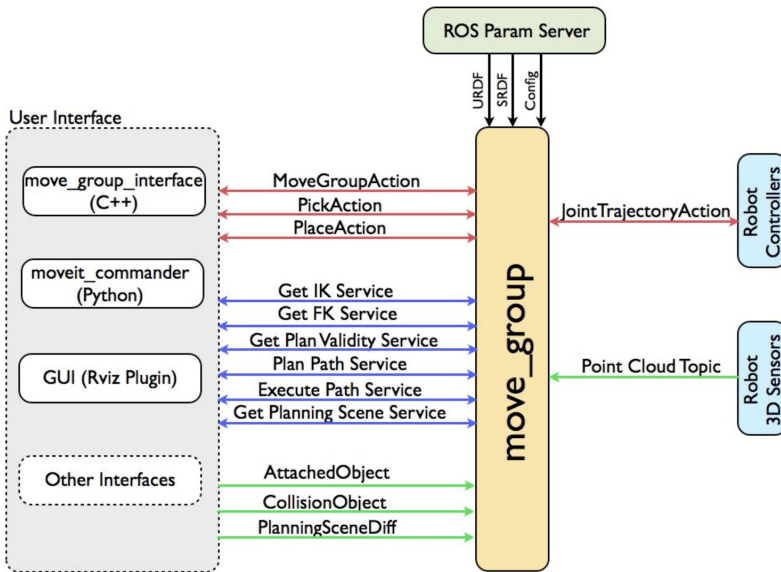 ROS Param Server
URDF
SRDF
Config
User Interface
move_group_interface
(C++)
moveit_commander
(Python)
GUI (Rviz Plugin)
Other Interfaces
MoveGroupAction
PickAction
PlaceAction
Get IK Service
Get FK Service
Get Plan Validity Service
Plan Path Service
Execute Path Service
Get Planning Scene Service
AttachedObject
CollisionObject
PlanningSceneDiff
move_group
JointTrajectoryAction
Point Cloud Topic
Robot
Controllers
Robot
3D Sensors